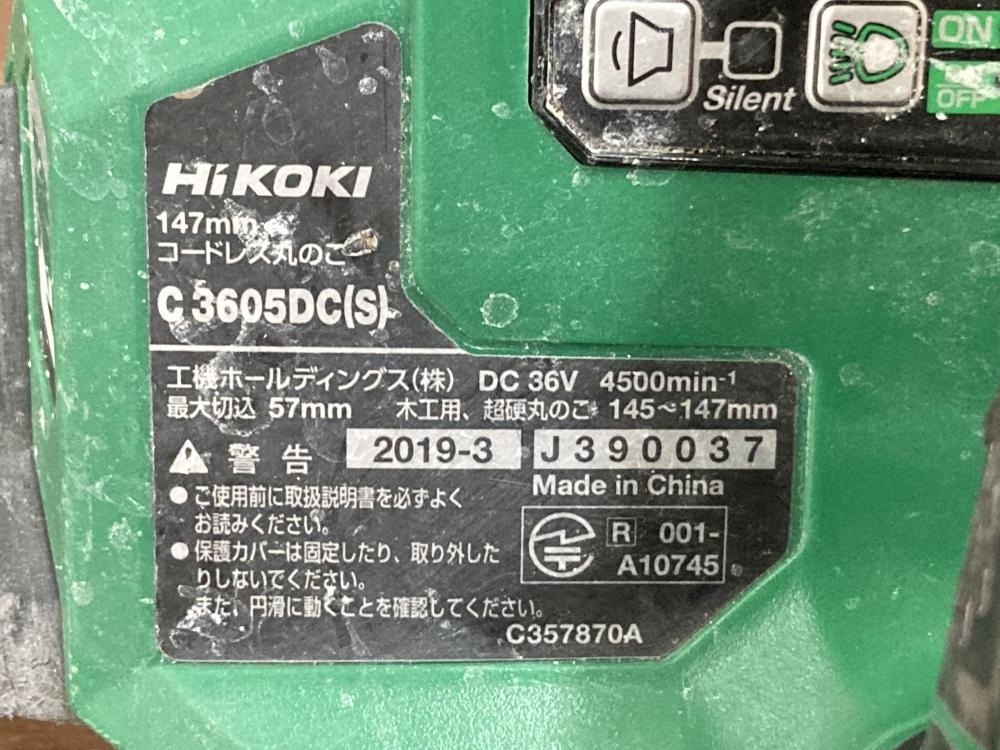 Silent
ON
OFF
HiKOKI
147mm
コードレス丸のこ
C 3605DC(S)
工機ホールディングス(株) DC 36V 4500min-1
最大切込 57mm 木工用、超硬丸のこ 145~147mm
警告 2019-3 J390037
Made in China
●ご使用前に取扱説明書を必ずよく
お読みください。
●保護カバーは固定したり、取り外した
りしないでください。
また、円滑に動くことを確認してください。
R 001-
A10745
C357870A